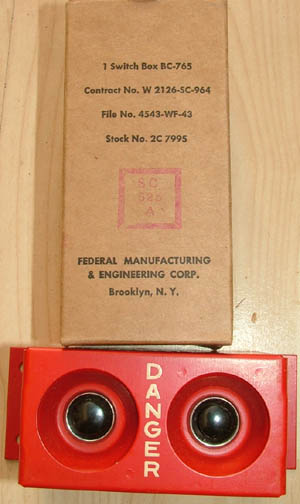 1 Switch Box BC-765
Contract No. W 2126-SC-964
File No. 4543-WF-43
Stock No. 2C 7995
SC
A
FEDERAL MANUFACTURING
& ENGINEERING CORP.
Brooklyn, N. Y.
DANGER